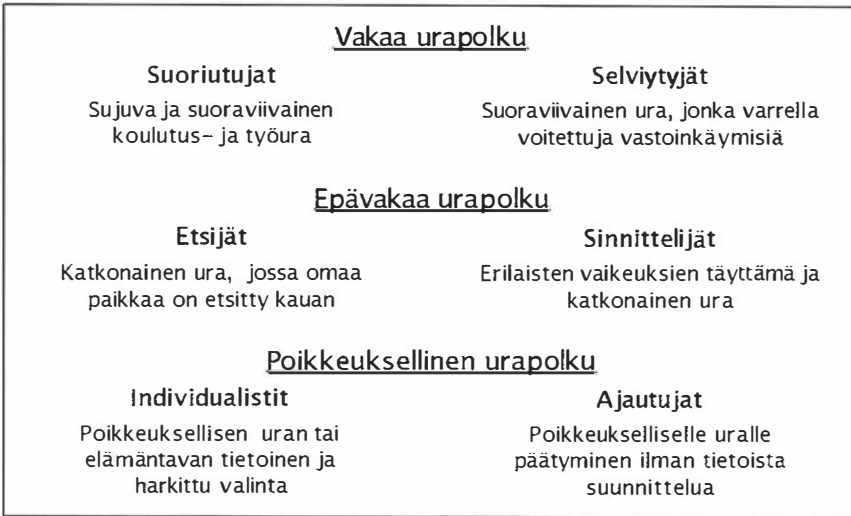 Vakaa urapolku
Suoriutujat
Sujuva ja suoraviivainen
koulutus- ja työura
Selviytyjät
Suoraviivainen ura, jonka varrella
voitettuja vastoinkäymisiä
Epävakaa urapolku
Etsijät
Katkonainen ura, jossa omaa
paikkaa on etsitty kauan
Sinnittelijät
Erilaisten vaikeuksien täyttämä ja
katkonainen ura
Poikkeuksellinen urapolku
Individualistit
Poikkeuksellisen uran tai
elämäntavan tietoinen ja
harkittu valinta
Ajautujat
Poikkeukselliselle uralle
päätyminen ilman tietoista
suunnittelua